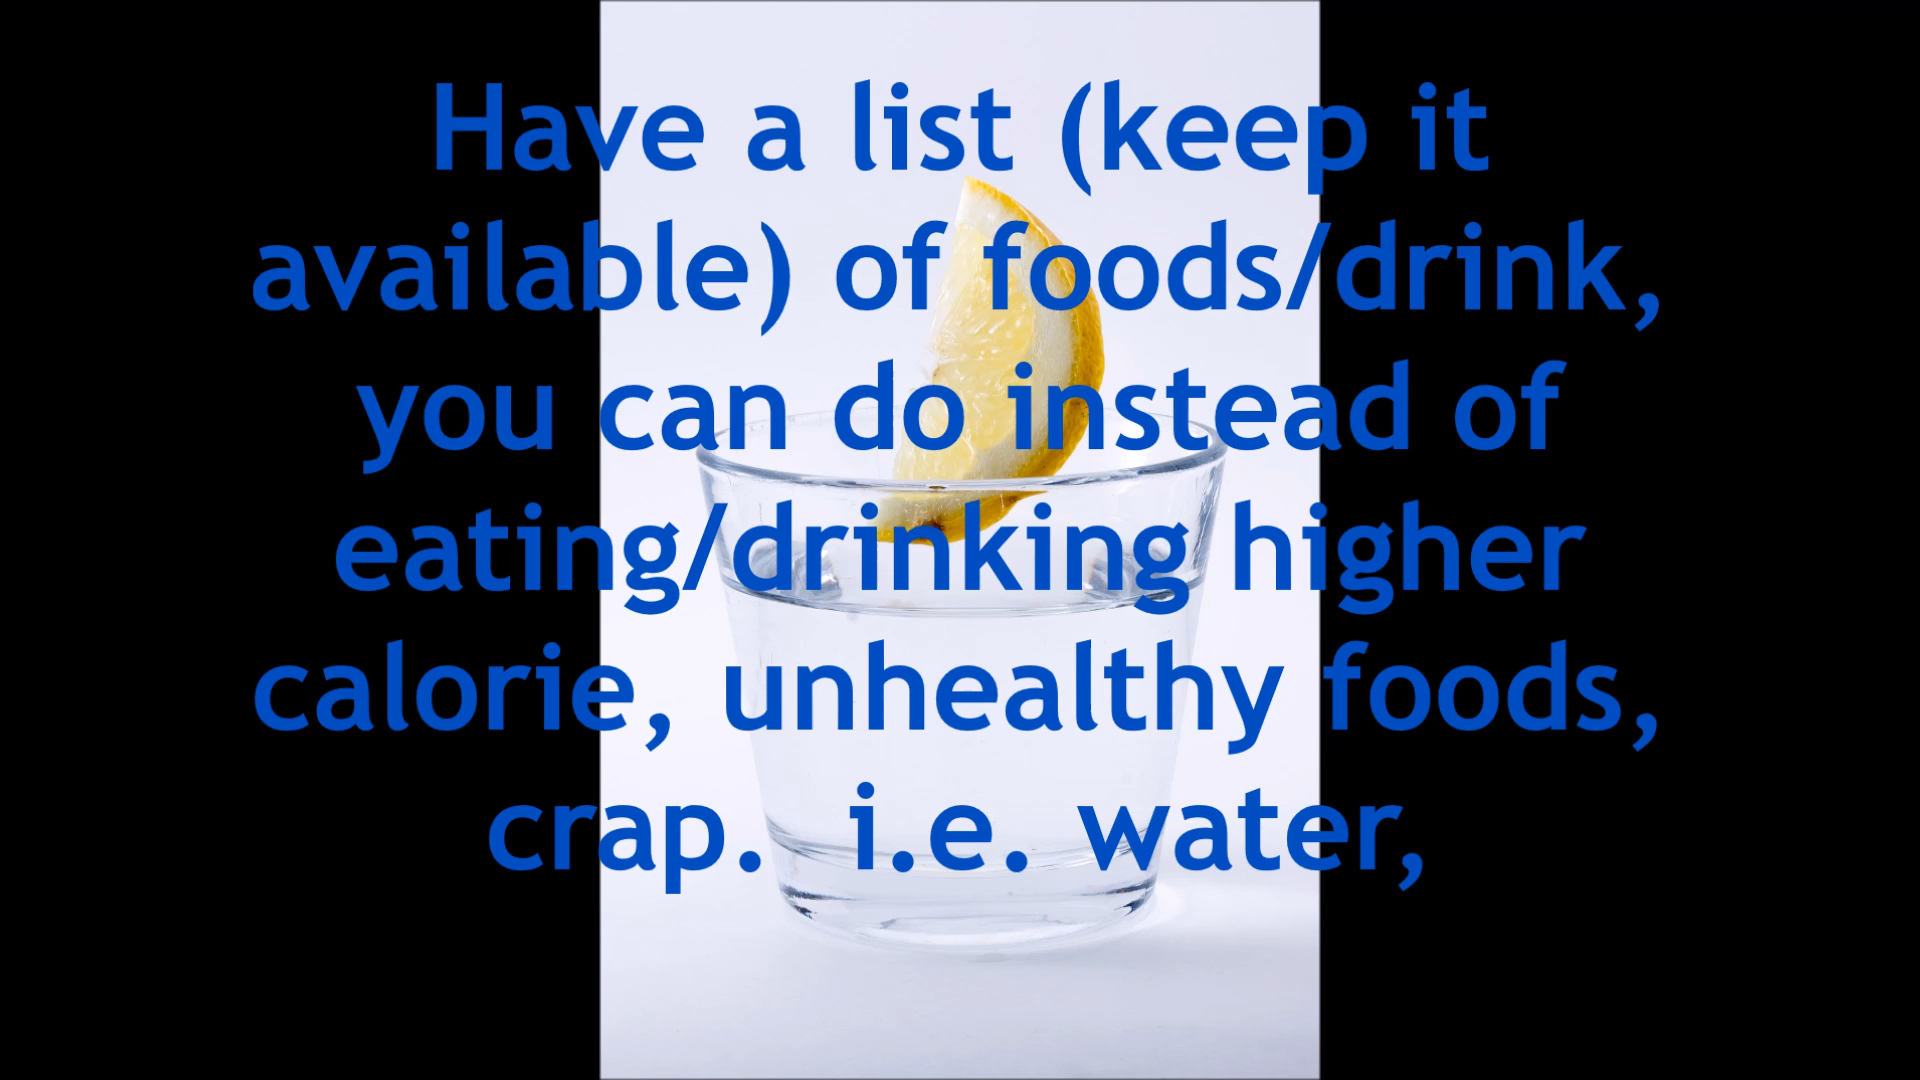 Have a list (keep it
available) of foods/drink,
you can do instead of
eating/drinking higher
calorie, unhealthy foods,
crap.  i.e. water,